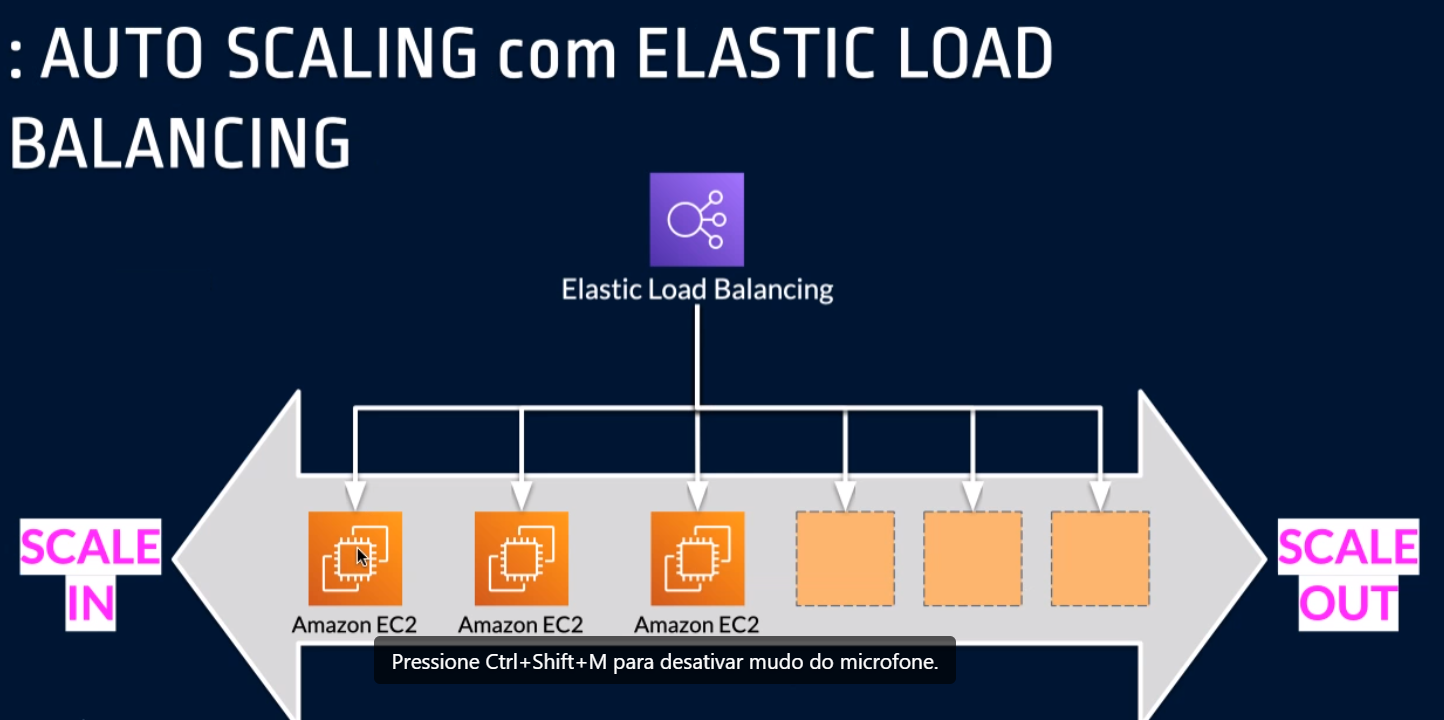 : AUTO SCALING com ELASTIC LOAD
BALANCING
Elastic Load Balancing
SCALE
IN
SCALE
OUT
Amazon EC2
Amazon EC2
Amazon EC2
Pressione Ctrl+Shift+M para desativar mudo do microfone.